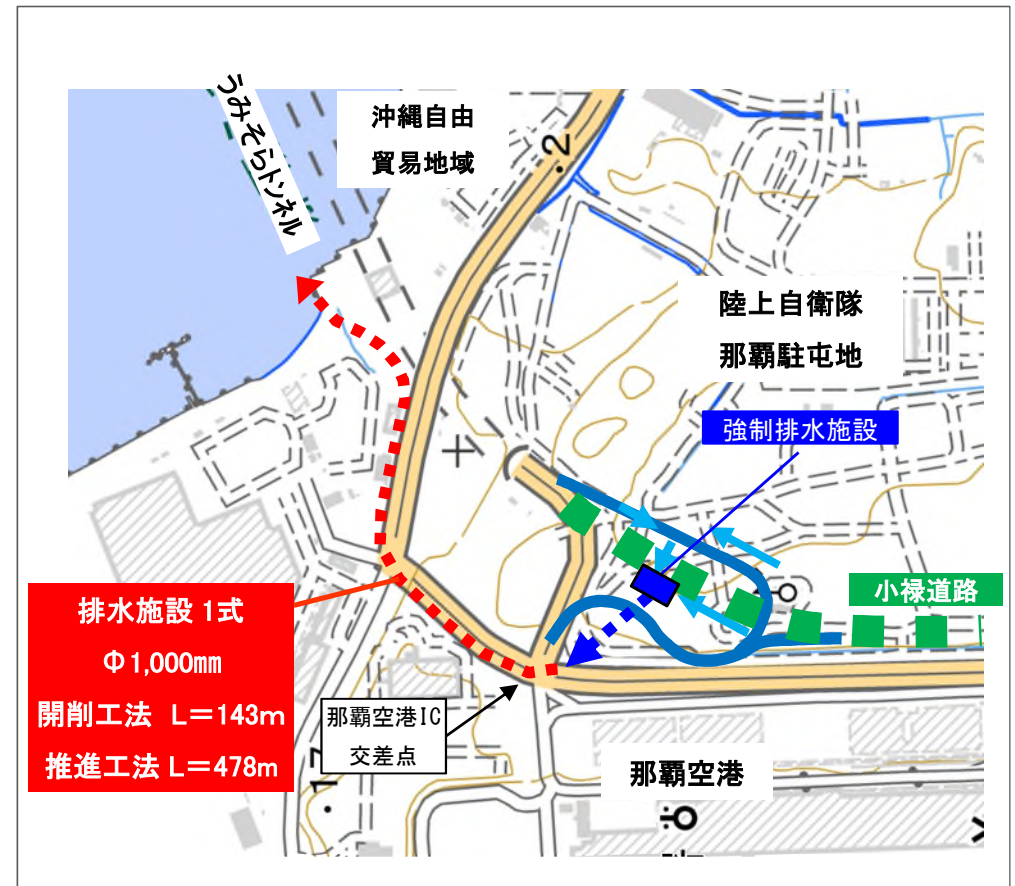 うみそらトンネル
沖縄自由
貿易地域
.2
陸上自衛隊
那覇駐屯地
強制排水施設
小禄道路
排水施設 1式
Φ1,000㎜
開削工法 L=143m
推進工法 L=478m
那覇空港IC
交差点
那覇空港
.17